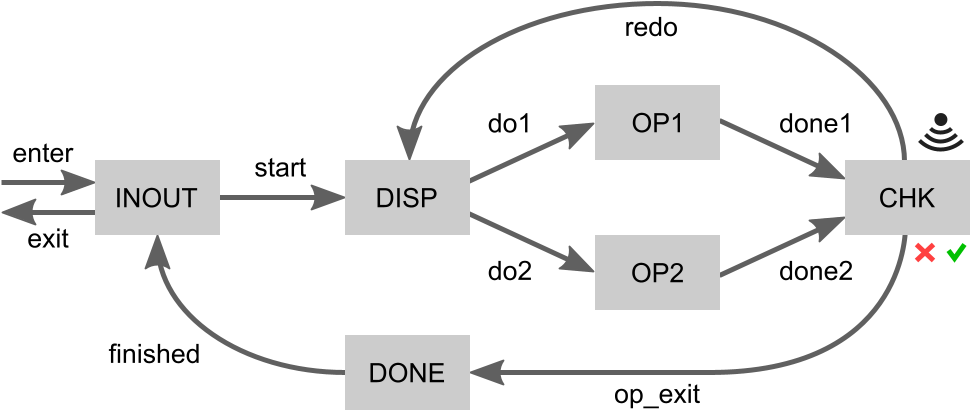 redo
do1
OP1
done1
enter
start
INOUT
DISP
CHK
exit
do2
OP2
done2
finished
DONE
op_exit